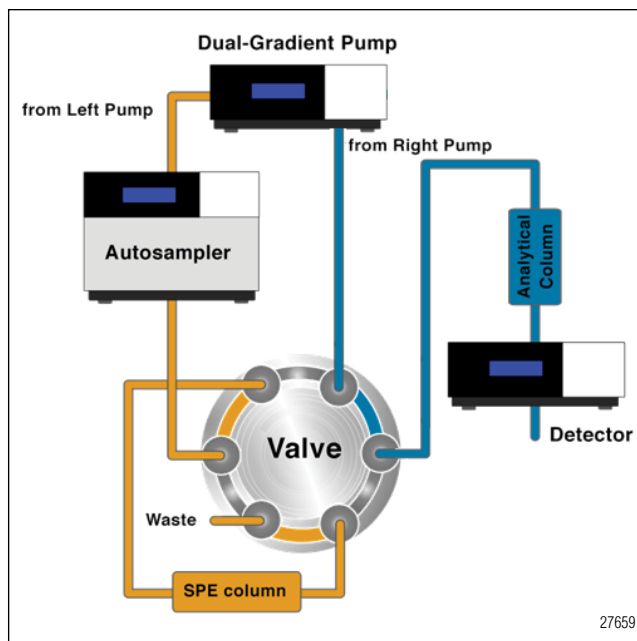 Dual-Gradient Pump
from Left Pump
from Right Pump
Autosampler
Analytical
Column
Valve
Detector
Waste
SPE column
27659